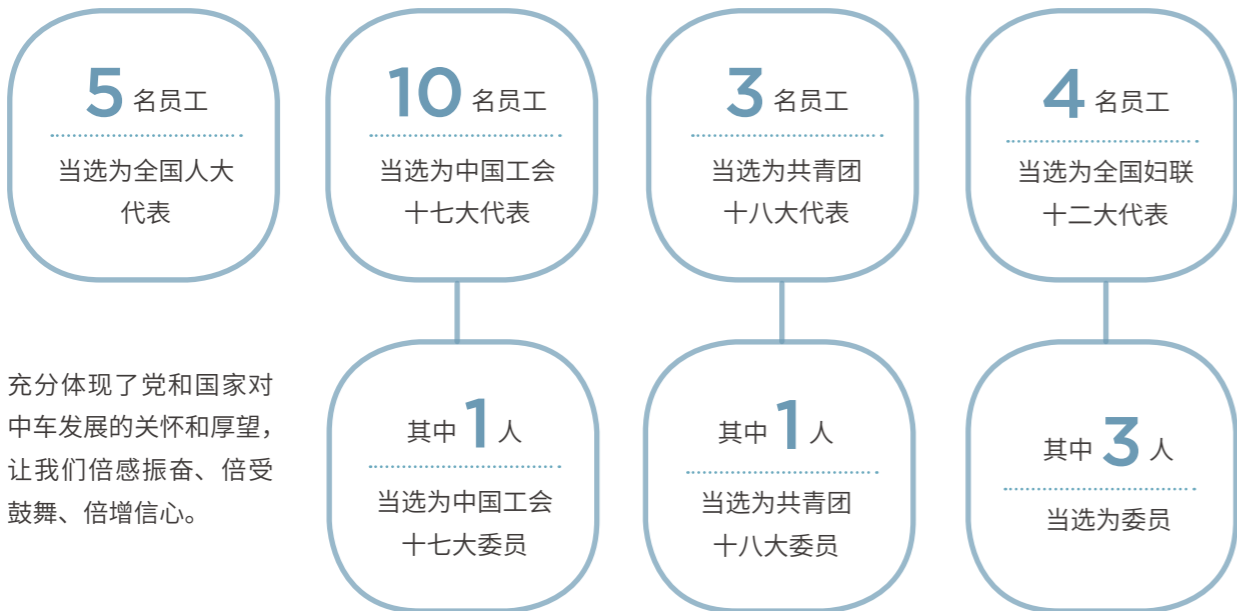 5 名员工
当选为全国人大
代表
10 名员工
当选为中国工会
十七大代表
3 名员工
当选为共青团
十八大代表
4 名员工
当选为全国妇联
十二大代表
充分体现了党和国家对
中车发展的关怀和厚望，
让我们倍感振奋、倍受
鼓舞、倍增信心。
其中 1 人
当选为中国工会
十七大委员
其中 1 人
当选为共青团
十八大委员
其中 3 人
当选为委员